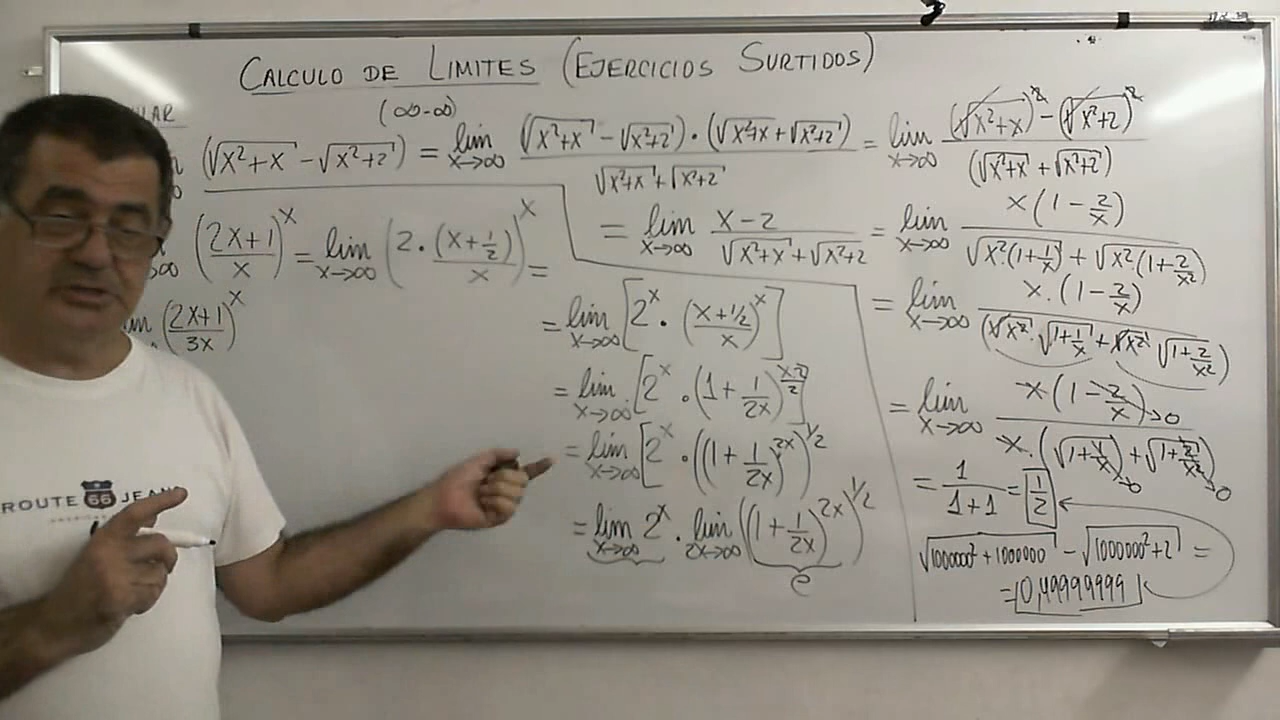 CALCULO DE LIMITES (EJERCICIOS SURTIDOS)
(∞-∞)
(√(x²+x) - √(x²+2)) = lim x→∞ (√(x²+x) - √(x²+2))·(√(x²+x) + √(x²+2)) / (√(x²+x) + √(x²+2)) = lim x→∞ ((√(x²+x))² - (√(x²+2))²) / (√(x²+x) + √(x²+2))
= lim x→∞ (x-2) / (√(x²+x) + √(x²+2)) = lim x→∞ x(1 - 2/x) / (√(x²·(1+1/x)) + √(x²·(1+2/x²)))
= lim x→∞ x·(1 - 2/x) / (√x²·√(1+1/x) + √x²·√(1+2/x²))
= lim x→∞ x·(1 - 2/x) / (x·(√(1+1/x) + √(1+2/x²))) →0 →0 →0
= 1/(1+1) = 1/2
√(1000000²+1000000) - √(1000000²+2) =
= 0,49999999
((2x+1)/x)^x = lim x→∞ (2·(x+1/2)/x)^x =
= lim x→∞ [2^x · ((x+1/2)/x)^x]
= lim x→∞ [2^x · (1 + 1/2x)^(x·2/2)]
= lim x→∞ [2^x · ((1 + 1/2x)^2x)^1/2
= lim x→∞ 2^x · lim 2x→∞ ((1 + 1/2x)^2x)^1/2
e
((2x+1)/3x)^x
ROUTE 66 JEANS